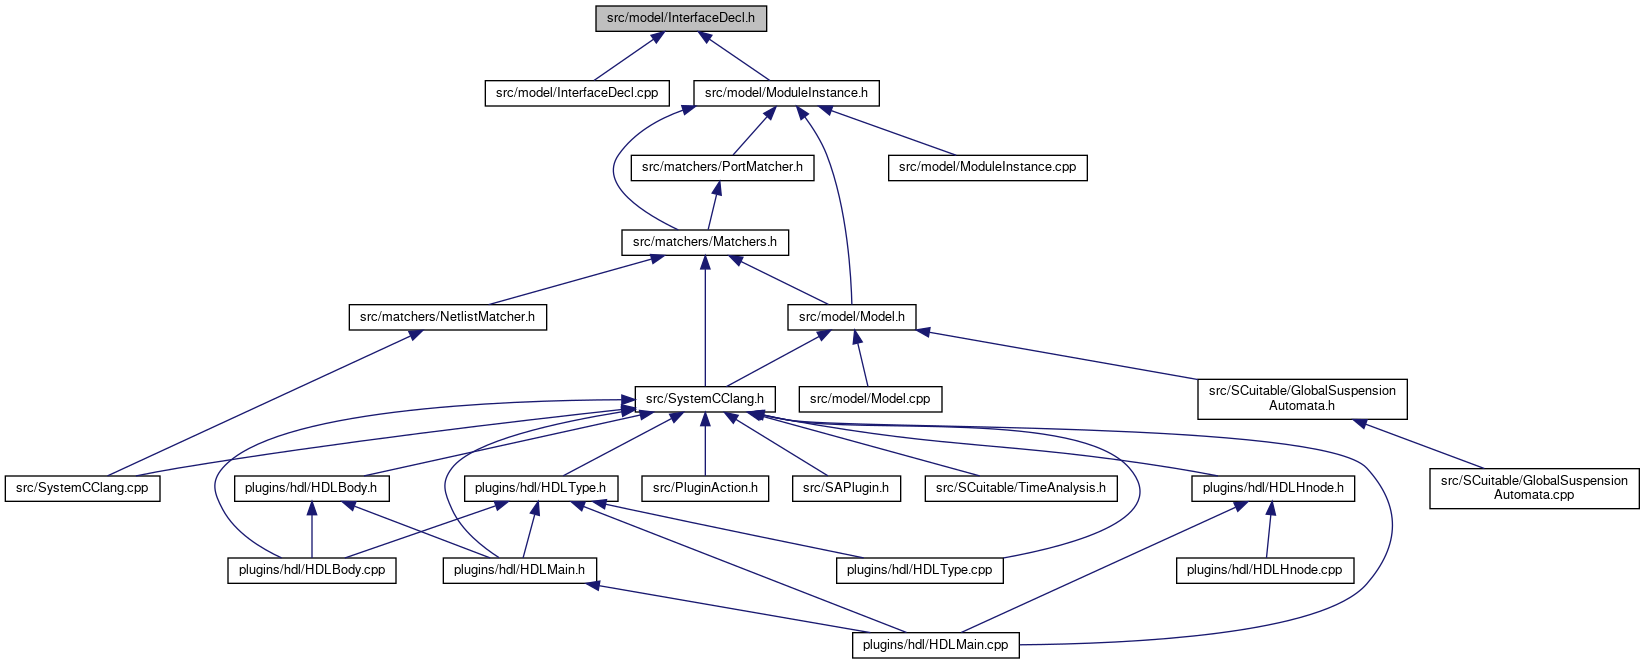 src/model/InterfaceDecl.h
src/model/InterfaceDecl.cpp
src/model/ModuleInstance.h
src/matchers/PortMatcher.h
src/model/ModuleInstance.cpp
src/matchers/Matchers.h
src/matchers/NetlistMatcher.h
src/model/Model.h
src/SystemCClang.h
src/model/Model.cpp
src/SCuitable/GlobalSuspension
Automata.h
src/SystemCClang.cpp
plugins/hdl/HDLBody.h
plugins/hdl/HDLType.h
src/PluginAction.h
src/SAPlugin.h
src/SCuitable/TimeAnalysis.h
plugins/hdl/HDLHnode.h
src/SCuitable/GlobalSuspension
Automata.cpp
plugins/hdl/HDLBody.cpp
plugins/hdl/HDLMain.h
plugins/hdl/HDLType.cpp
plugins/hdl/HDLHnode.cpp
plugins/hdl/HDLMain.cpp